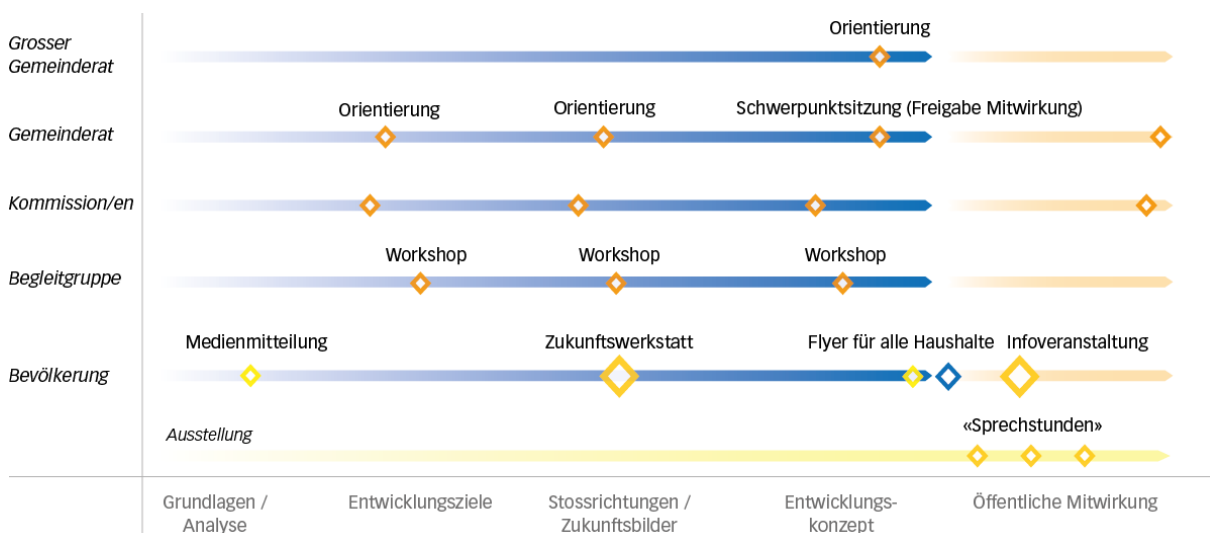 Orientierung
Grosser
Gemeinderat
Orientierung Orientierung Schwerpunktsitzung (Freigabe Mitwirkung)
Gemeinderat
Kommission/en
Workshop Workshop Workshop
Begleitgruppe
Medienmitteilung Zukunftswerkstatt Flyer für alle Haushalte Infoveranstaltung
Bevölkerung
Ausstellung «Sprechstunden»
Grundlagen / Entwicklungsziele Stossrichtungen / Entwicklungs- Öffentliche Mitwirkung
Analyse Zukunftsbilder konzept